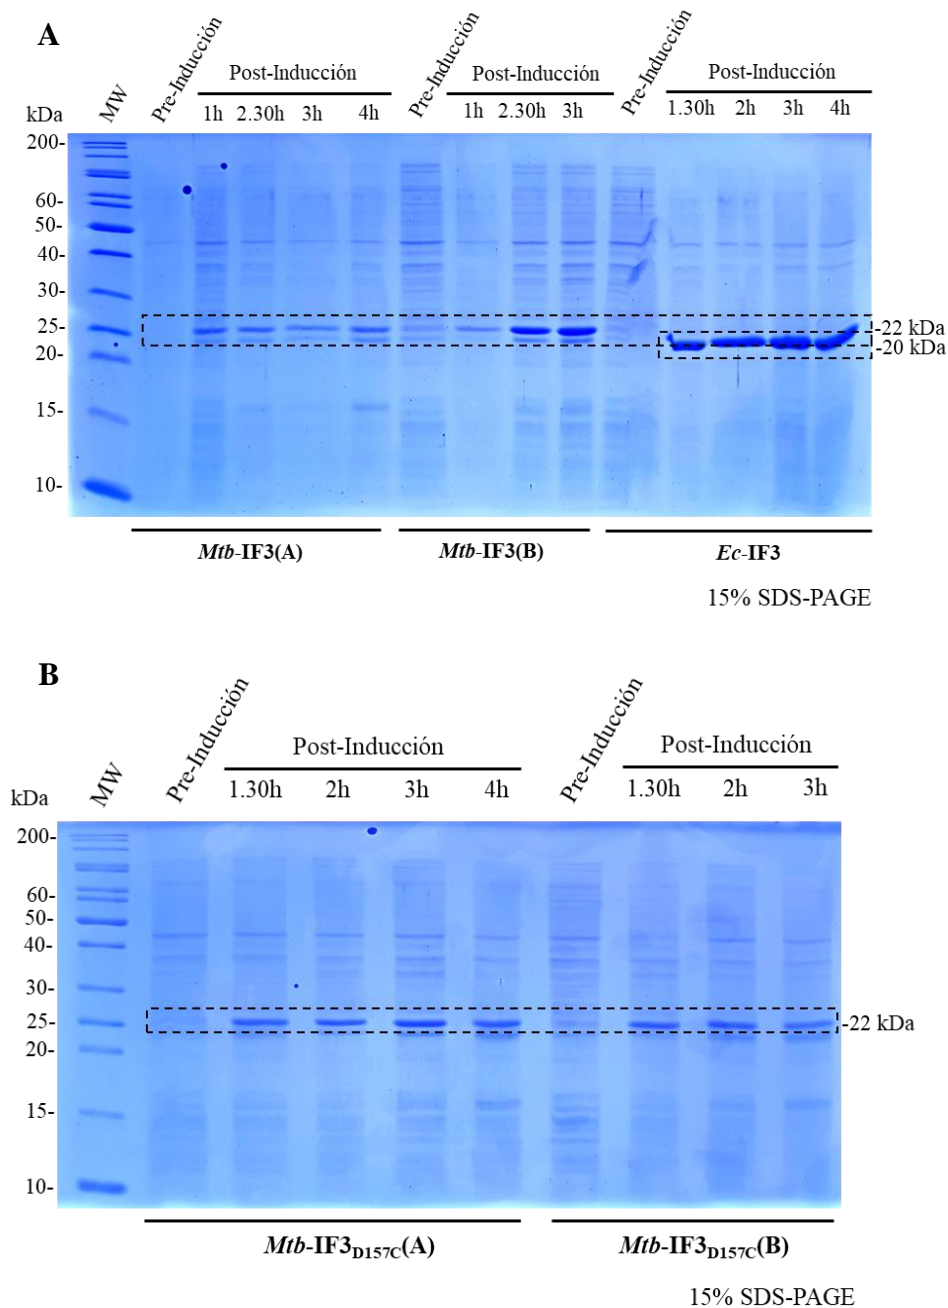 A
kDa
MW
Pre-Inducción
Post-Inducción
1h 2.30h 3h 4h
Pre-Inducción
Post-Inducción
1h 2.30h 3h
Pre-Inducción
Post-Inducción
1.30h 2h 3h 4h
200-
60-
50-
40-
30-
25-
20-
15-
10-
-22 kDa
-20 kDa
Mtb-IF3(A) Mtb-IF3(B) Ec-IF3
15% SDS-PAGE
B
kDa
MW
Pre-Inducción
Post-Inducción
1.30h 2h 3h 4h
Pre-Inducción
Post-Inducción
1.30h 2h 3h
200-
60-
50-
40-
30-
25-
20-
15-
10-
-22 kDa
Mtb-IF3D157C(A) Mtb-IF3D157C(B)
15% SDS-PAGE